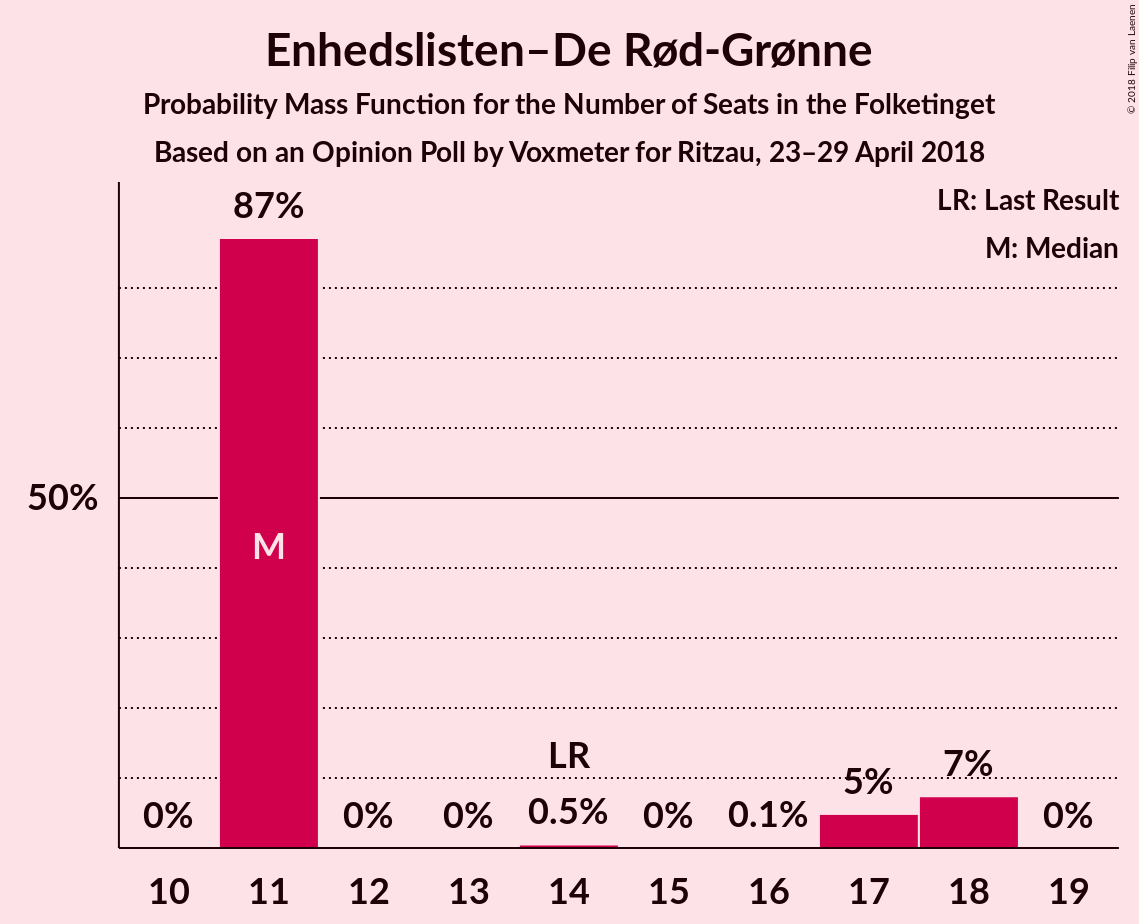 Enhedslisten–De Rød-Grønne
Probability Mass Function for the Number of Seats in the Folketinget
Based on an Opinion Poll by Voxmeter for Ritzau, 23–29 April 2018
© 2018 Filip van Laenen
LR: Last Result
M: Median
87%
50%
M
LR
0% 0% 0% 0.5% 0% 0.1% 5% 7% 0%
10 11 12 13 14 15 16 17 18 19